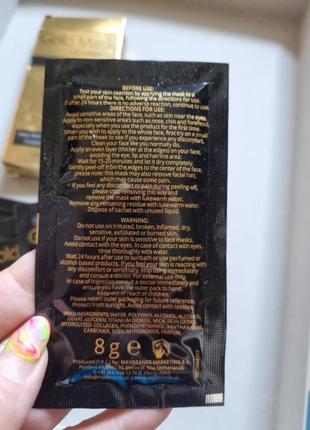 Gold Mask
BEFORE USE:
Test your skin reaction by applying the mask to a
small part of the face, following the directions for use.
If after 24 hours there is no adverse reaction, continue to use.
DIRECTIONS FOR USE:
Avoid sensitive areas of the face, such as skin near the eyes.
Apply to non-sensitive areas such as nose, chin and forehead,
especially when you use the product for the first time.
When you wish to apply to the whole face, first try on a small
part of the cheek to see if you experience any discomfort.
Clean your face like you normally do.
Apply an even layer (thicker at the edges) on your face,
avoiding the eye, lip and hairline area.
Wait for 15-20 minutes and let it dry completely.
Gently peel off from the edges to the center of the face,
please note; this mask may also remove facial hair,
which may cause some pain.
• If you feel any discomfort or pain during peeling-off,
please stop removing this way and
remove the mask with lukewarm water.
Remove any remaining residue with lukewarm water.
Dispose of sachet with unused liquid.
WARNING:
Do not use on irritated, broken, inflamed, dry,
sensitive, exfoliated or burned skin.
Do not use if your skin is sensitive to face masks.
Avoid contact with the eyes. In case of contact with eyes,
rinse thoroughly with water.
Wait 24 hours after use to sunbath or use perfumed or
alcohol-based products. If you feel your skin is reacting with
any discomfort or sensitivity, stop using immediately
and consult a doctor. For external use only.
In case of ingestion consult a doctor immediately and
ensure you have the outer pack to hand.
Keep out of reach of children.
Please retain outer packaging for future reference.
Protect from sunlight. Avoid contact with textiles.
8 g e
INGREDIENTS: WATER, POLYVINYL ALCOHOL, ALCOHOL,
GLYCERIN, TITANIUM DIOXIDE, MICA,
HYDROLYZED COLLAGEN, PHENOXYETHANOL, XANTHAN
CARBOMER, SODIUM HYDROXIDE, PARFUM.
MAXBRANDS MARKETING B.V.
The Netherlands